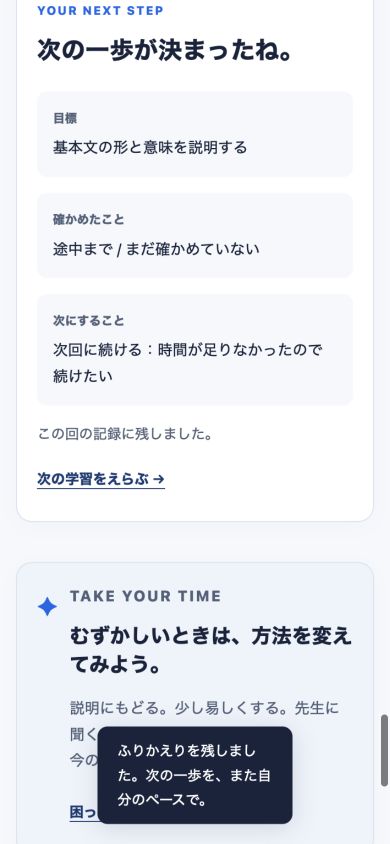 YOUR NEXT STEP
次の一歩が決まったね。
目標
基本文の形と意味を説明する
確かめたこと
途中まで / まだ確かめていない
次にすること
次回に続ける：時間が足りなかったので
続けたい
この回の記録に残しました。
次の学習をえらぶ →
TAKE YOUR TIME
むずかしいときは、方法を変え
てみよう。
説明にもどる。少し易しくする。先生に
聞く
今の
困っ
ふりかえりを残しまし
た。次の一歩を、また自
分のペースで。